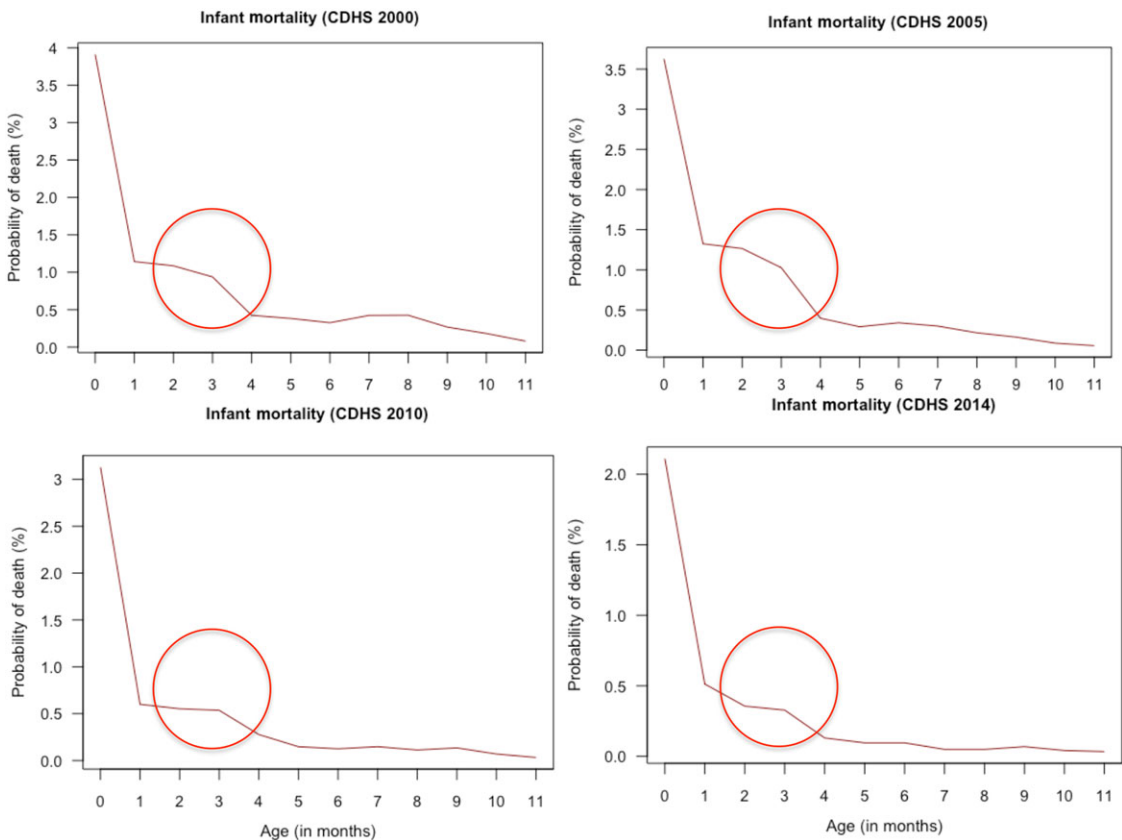 Infant mortality (CDHS 2000)
Probability of death (%)
4
3.5
3.0
2.5
2.0
1.5
1.0
0.5
0.0
0 1 2 3 4 5 6 7 8 9 10 11
Infant mortality (CDHS 2005)
Probability of death (%)
3.5
3
2.5
2.0
1.5
1.0
0.5
0.0
0 1 2 3 4 5 6 7 8 9 10 11
Infant mortality (CDHS 2010)
Probability of death (%)
3
2.5
2.0
1.5
1.0
0.5
0.0
0 1 2 3 4 5 6 7 8 9 10 11
Age (in months)
Infant mortality (CDHS 2014)
Probability of death (%)
2.0
1.5
1.0
0.5
0.0
0 1 2 3 4 5 6 7 8 9 10 11
Age (in months)